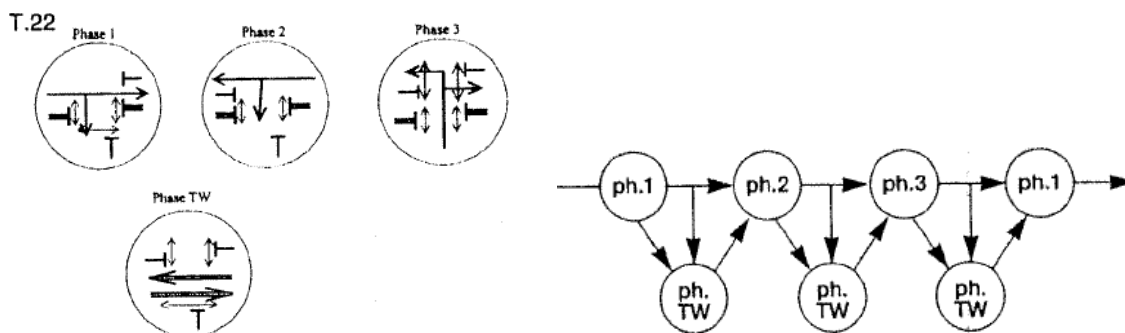 T.22
Phase 1
Phase 2
Phase 3
Phase TW
ph.1
ph.2
ph.3
ph.1
ph.
TW
ph.
TW
ph.
TW